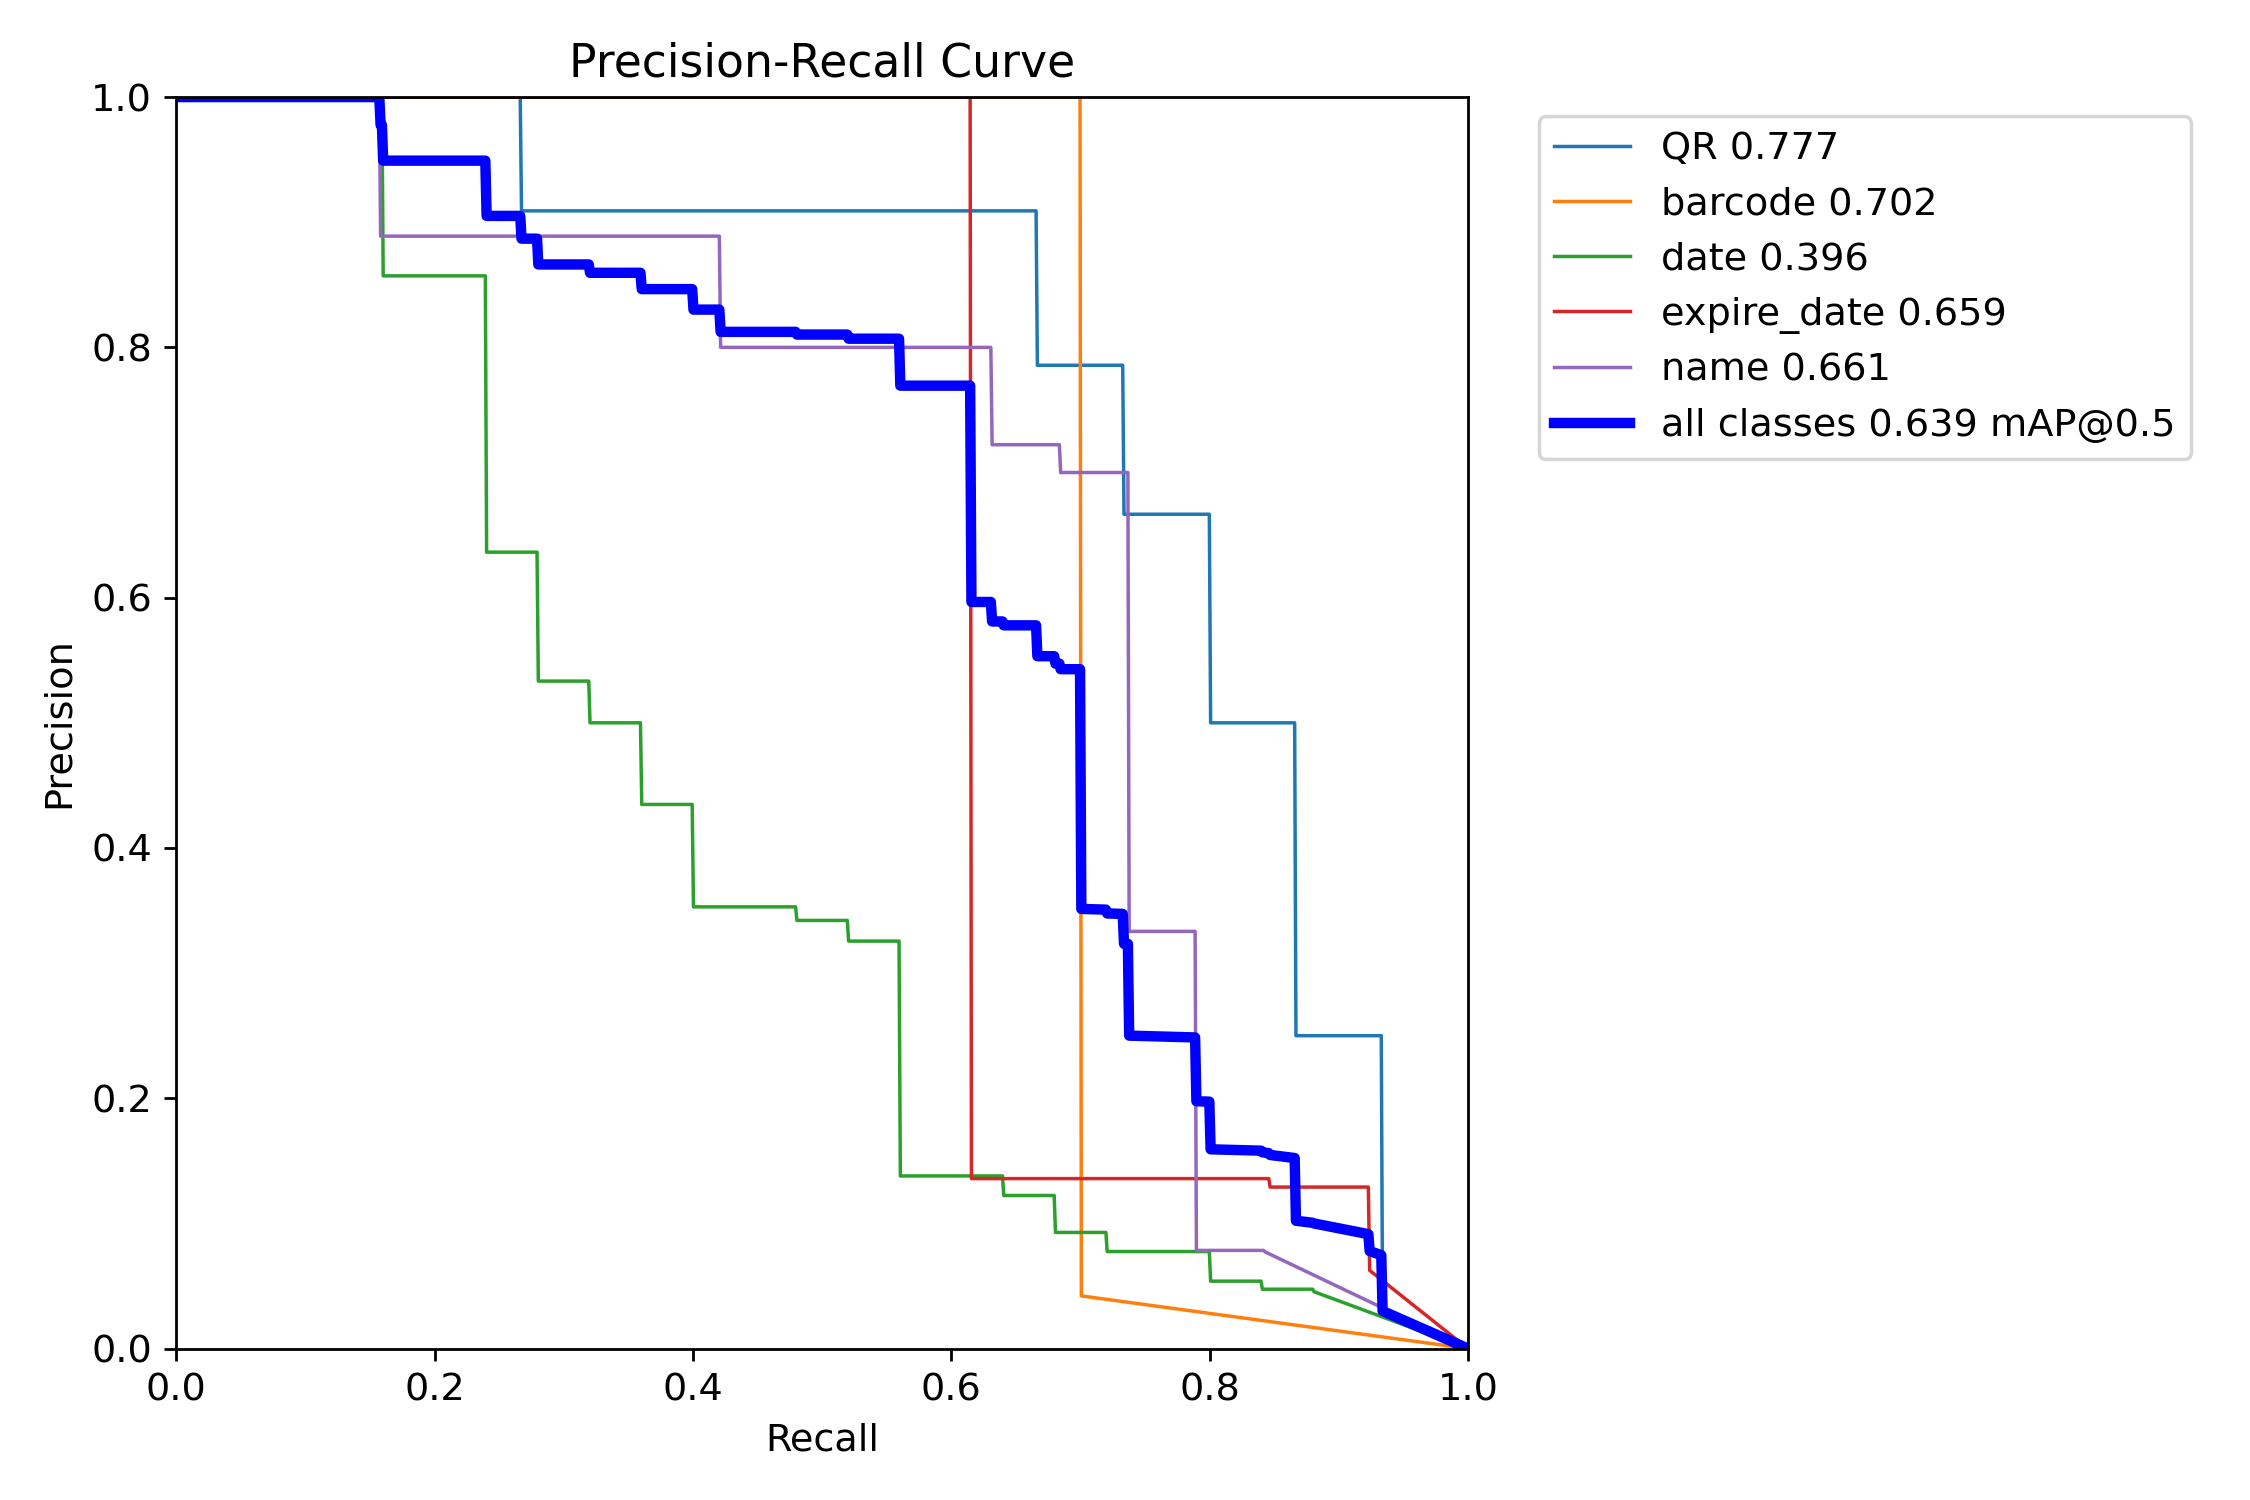 Precision-Recall Curve
1.0
0.8
0.6
0.4
0.2
0.0
Precision
0.0 0.2 0.4 0.6 0.8 1.0
Recall
QR 0.777
barcode 0.702
date 0.396
expire_date 0.659
name 0.661
all classes 0.639 mAP@0.5